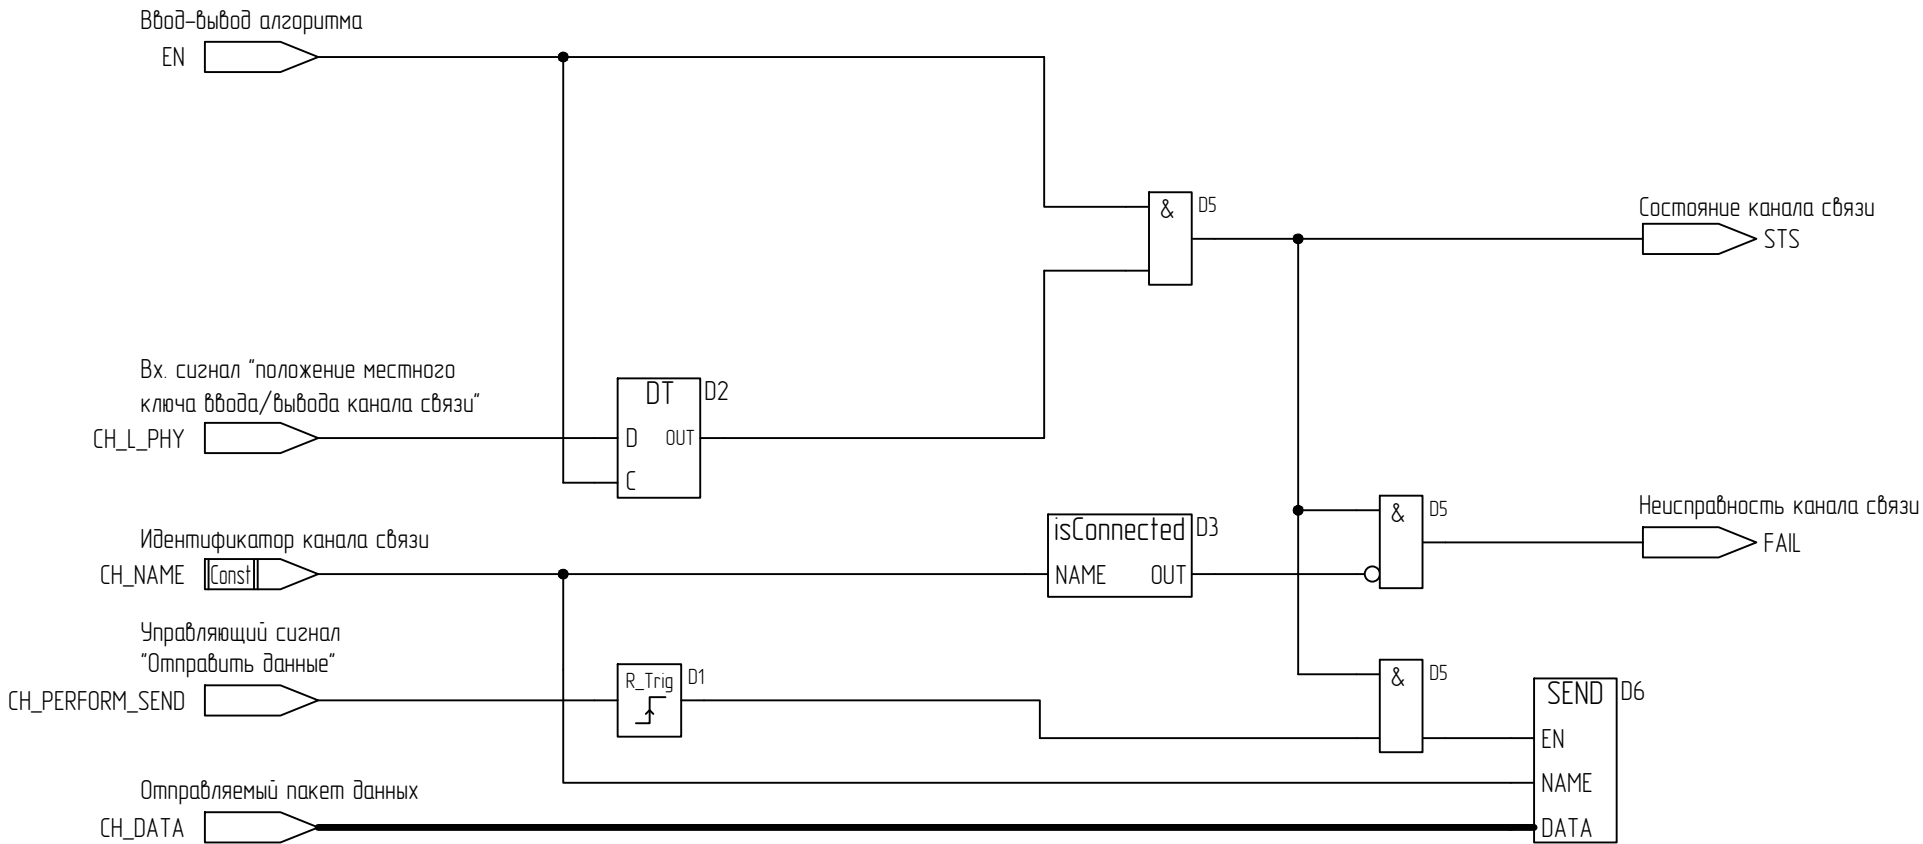 Ввод-вывод алгоритма
EN
& D5
Состояние канала связи
STS
Вх. сигнал "положение местного
ключа ввода/вывода канала связи"
CH_L_PHY
DT D2
D OUT
C
Идентификатор канала связи
CH_NAME Const
isConnected D3
NAME OUT
& D5
Неисправность канала связи
FAIL
Управляющий сигнал
"Отправить данные"
CH_PERFORM_SEND
R_Trig D1
& D5
SEND D6
EN
NAME
DATA
Отправляемый пакет данных
CH_DATA